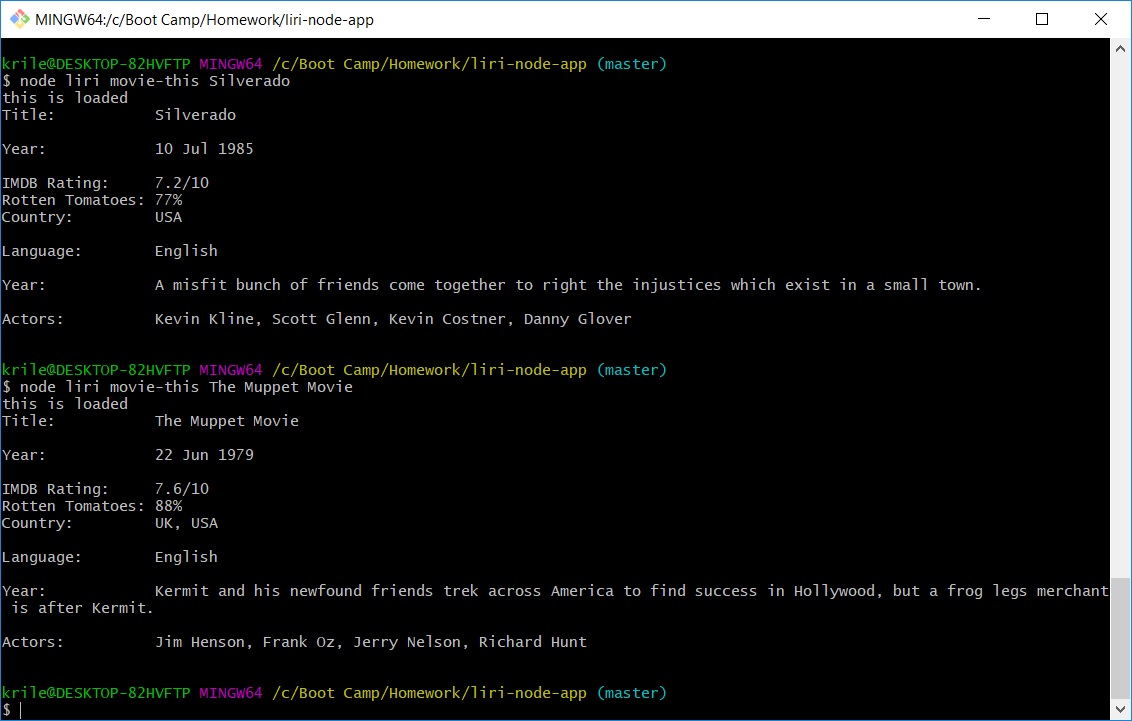 MINGW64:/c/Boot Camp/Homework/liri-node-app
krile@DESKTOP-82HVFTP MINGW64 /c/Boot Camp/Homework/liri-node-app (master)
$ node liri movie-this Silverado
this is loaded
Title:           Silverado
Year:            10 Jul 1985
IMDB Rating:     7.2/10
Rotten Tomatoes: 77%
Country:         USA
Language:        English
Year:            A misfit bunch of friends come together to right the injustices which exist in a small town.
Actors:          Kevin Kline, Scott Glenn, Kevin Costner, Danny Glover
krile@DESKTOP-82HVFTP MINGW64 /c/Boot Camp/Homework/liri-node-app (master)
$ node liri movie-this The Muppet Movie
this is loaded
Title:           The Muppet Movie
Year:            22 Jun 1979
IMDB Rating:     7.6/10
Rotten Tomatoes: 88%
Country:         UK, USA
Language:        English
Year:            Kermit and his newfound friends trek across America to find success in Hollywood, but a frog legs merchant
 is after Kermit.
Actors:          Jim Henson, Frank Oz, Jerry Nelson, Richard Hunt
krile@DESKTOP-82HVFTP MINGW64 /c/Boot Camp/Homework/liri-node-app (master)
$